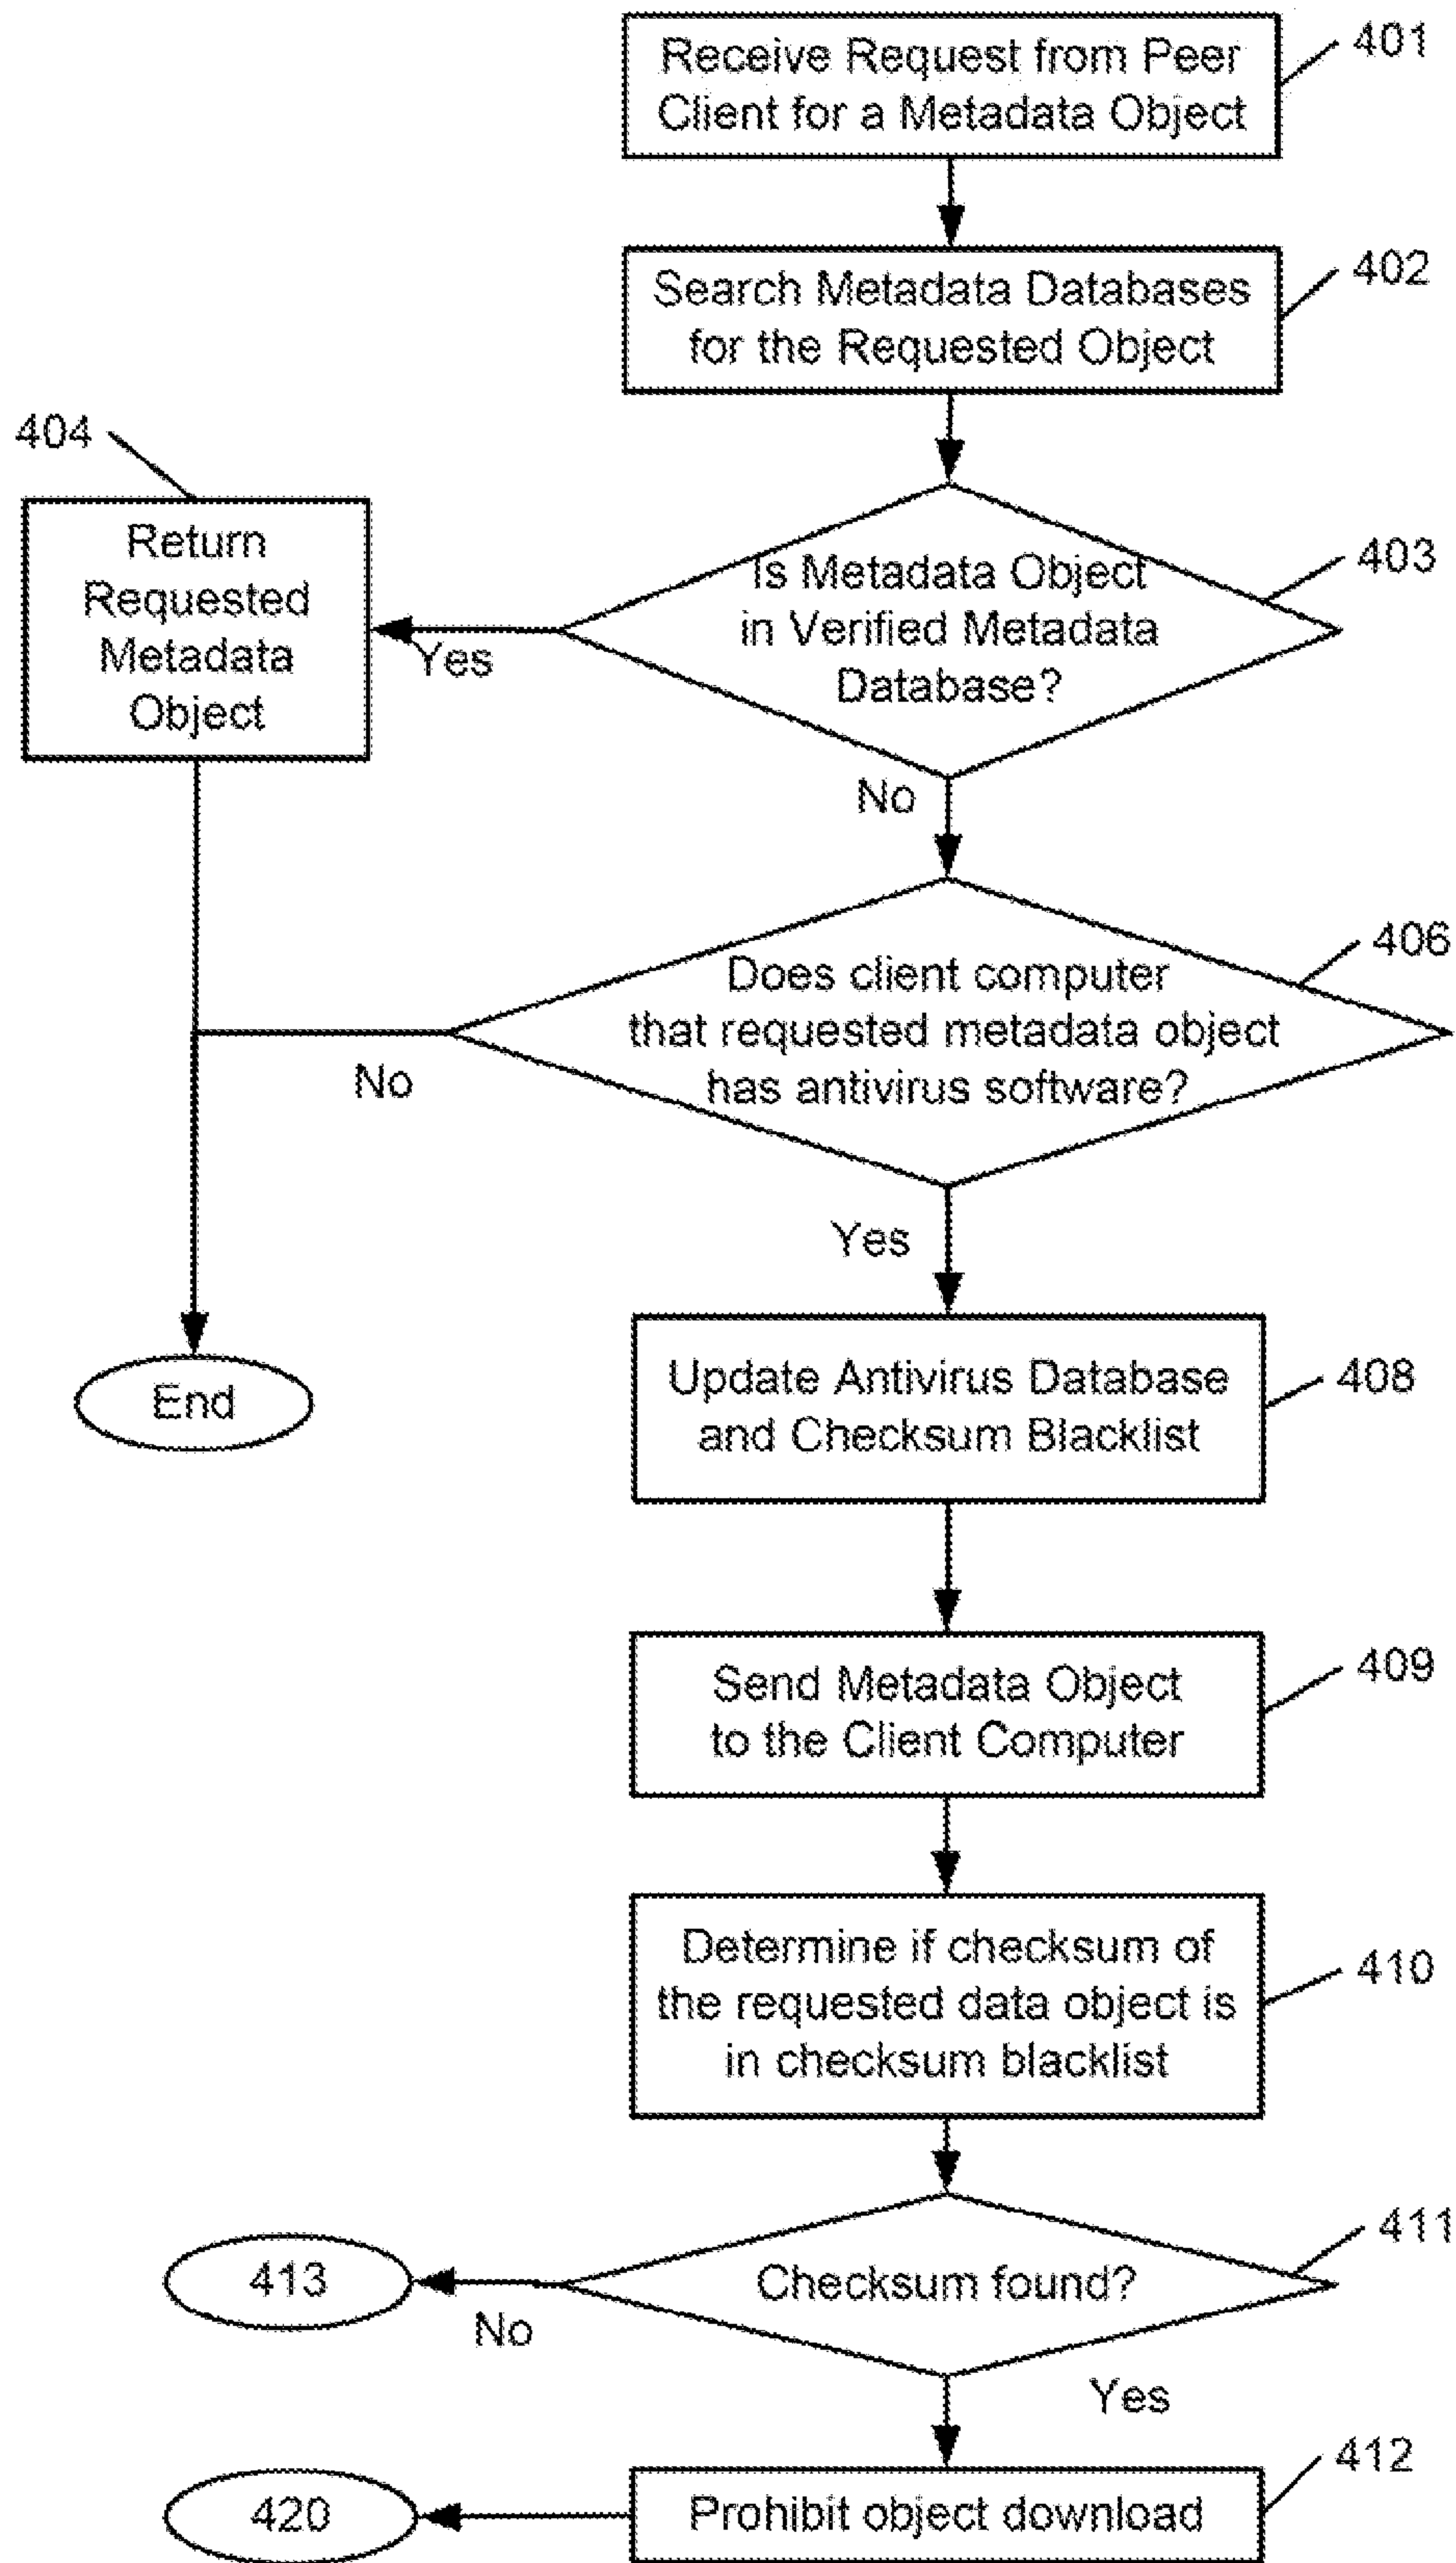 Receive Request from Peer
Client for a Metadata Object
401
Search Metadata Databases
for the Requested Object
402
404
Return
Requested
Metadata
Object
Is Metadata Object
in Verified Metadata
Database?
403
Yes
No
Does client computer
that requested metadata object
has antivirus software?
406
No
Yes
End
Update Antivirus Database
and Checksum Blacklist
408
Send Metadata Object
to the Client Computer
409
Determine if checksum of
the requested data object is
in checksum blacklist
410
413
No
Checksum found?
411
Yes
420
Prohibit object download
412